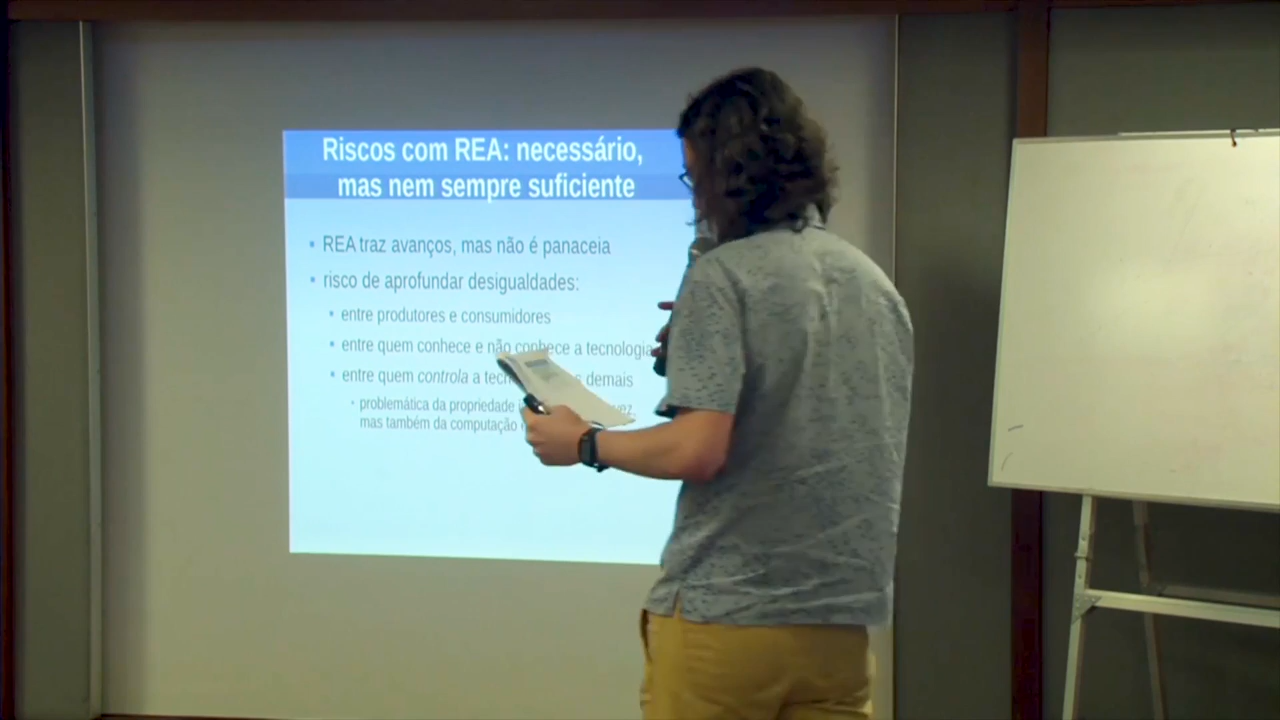 Riscos com REA: necessário,
mas nem sempre suficiente
REA traz avanços, mas não é panaceia
risco de aprofundar desigualdades:
entre produtores e consumidores
entre quem conhece e não conhece a tecnologia
entre quem controla a demais
problemática da propriedade
mas também da computação